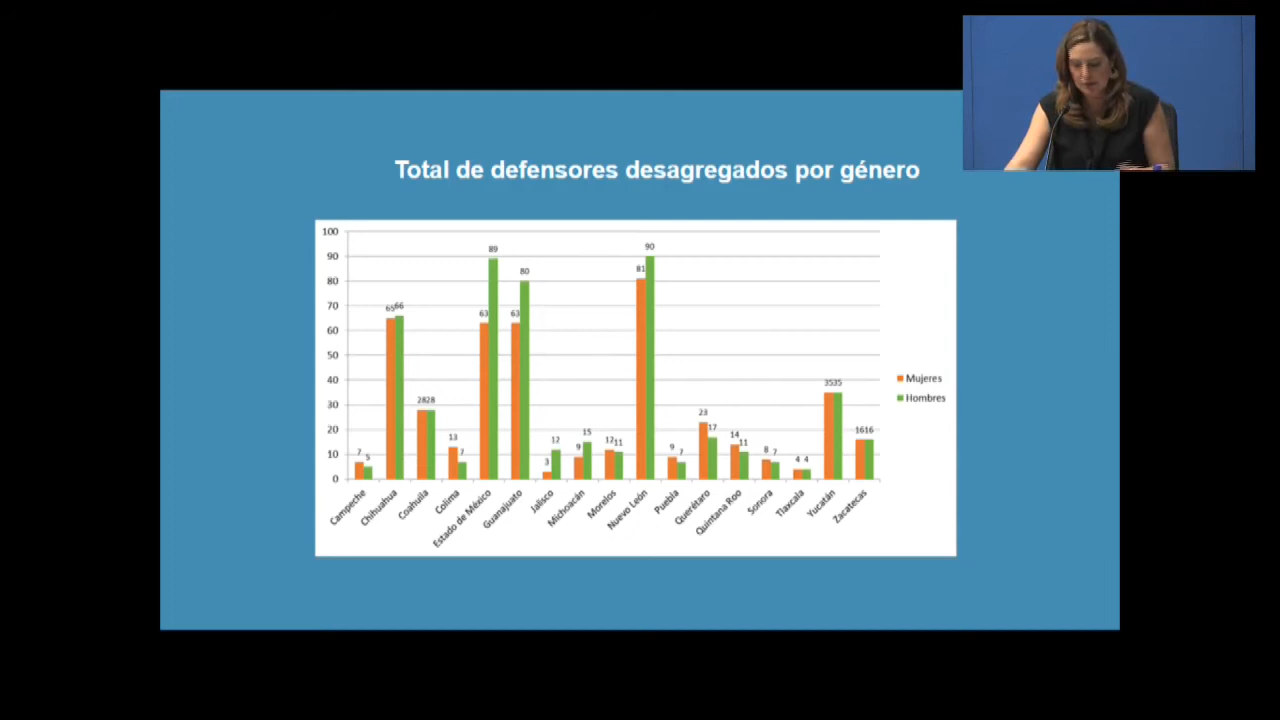 Total de defensores desagregados por género
100
90
80
70
60
50
40
30
20
10
0
7 5
65 66
28 28
13 7
63 89
63 80
3 12
9 15
12 11
81 90
9 7
23 17
14 11
8 7
4 4
35 35
16 16
Campeche
Chihuahua
Coahuila
Colima
Estado de México
Guanajuato
Jalisco
Michoacán
Morelos
Nuevo León
Puebla
Querétaro
Quintana Roo
Sonora
Tlaxcala
Yucatán
Zacatecas
Mujeres
Hombres